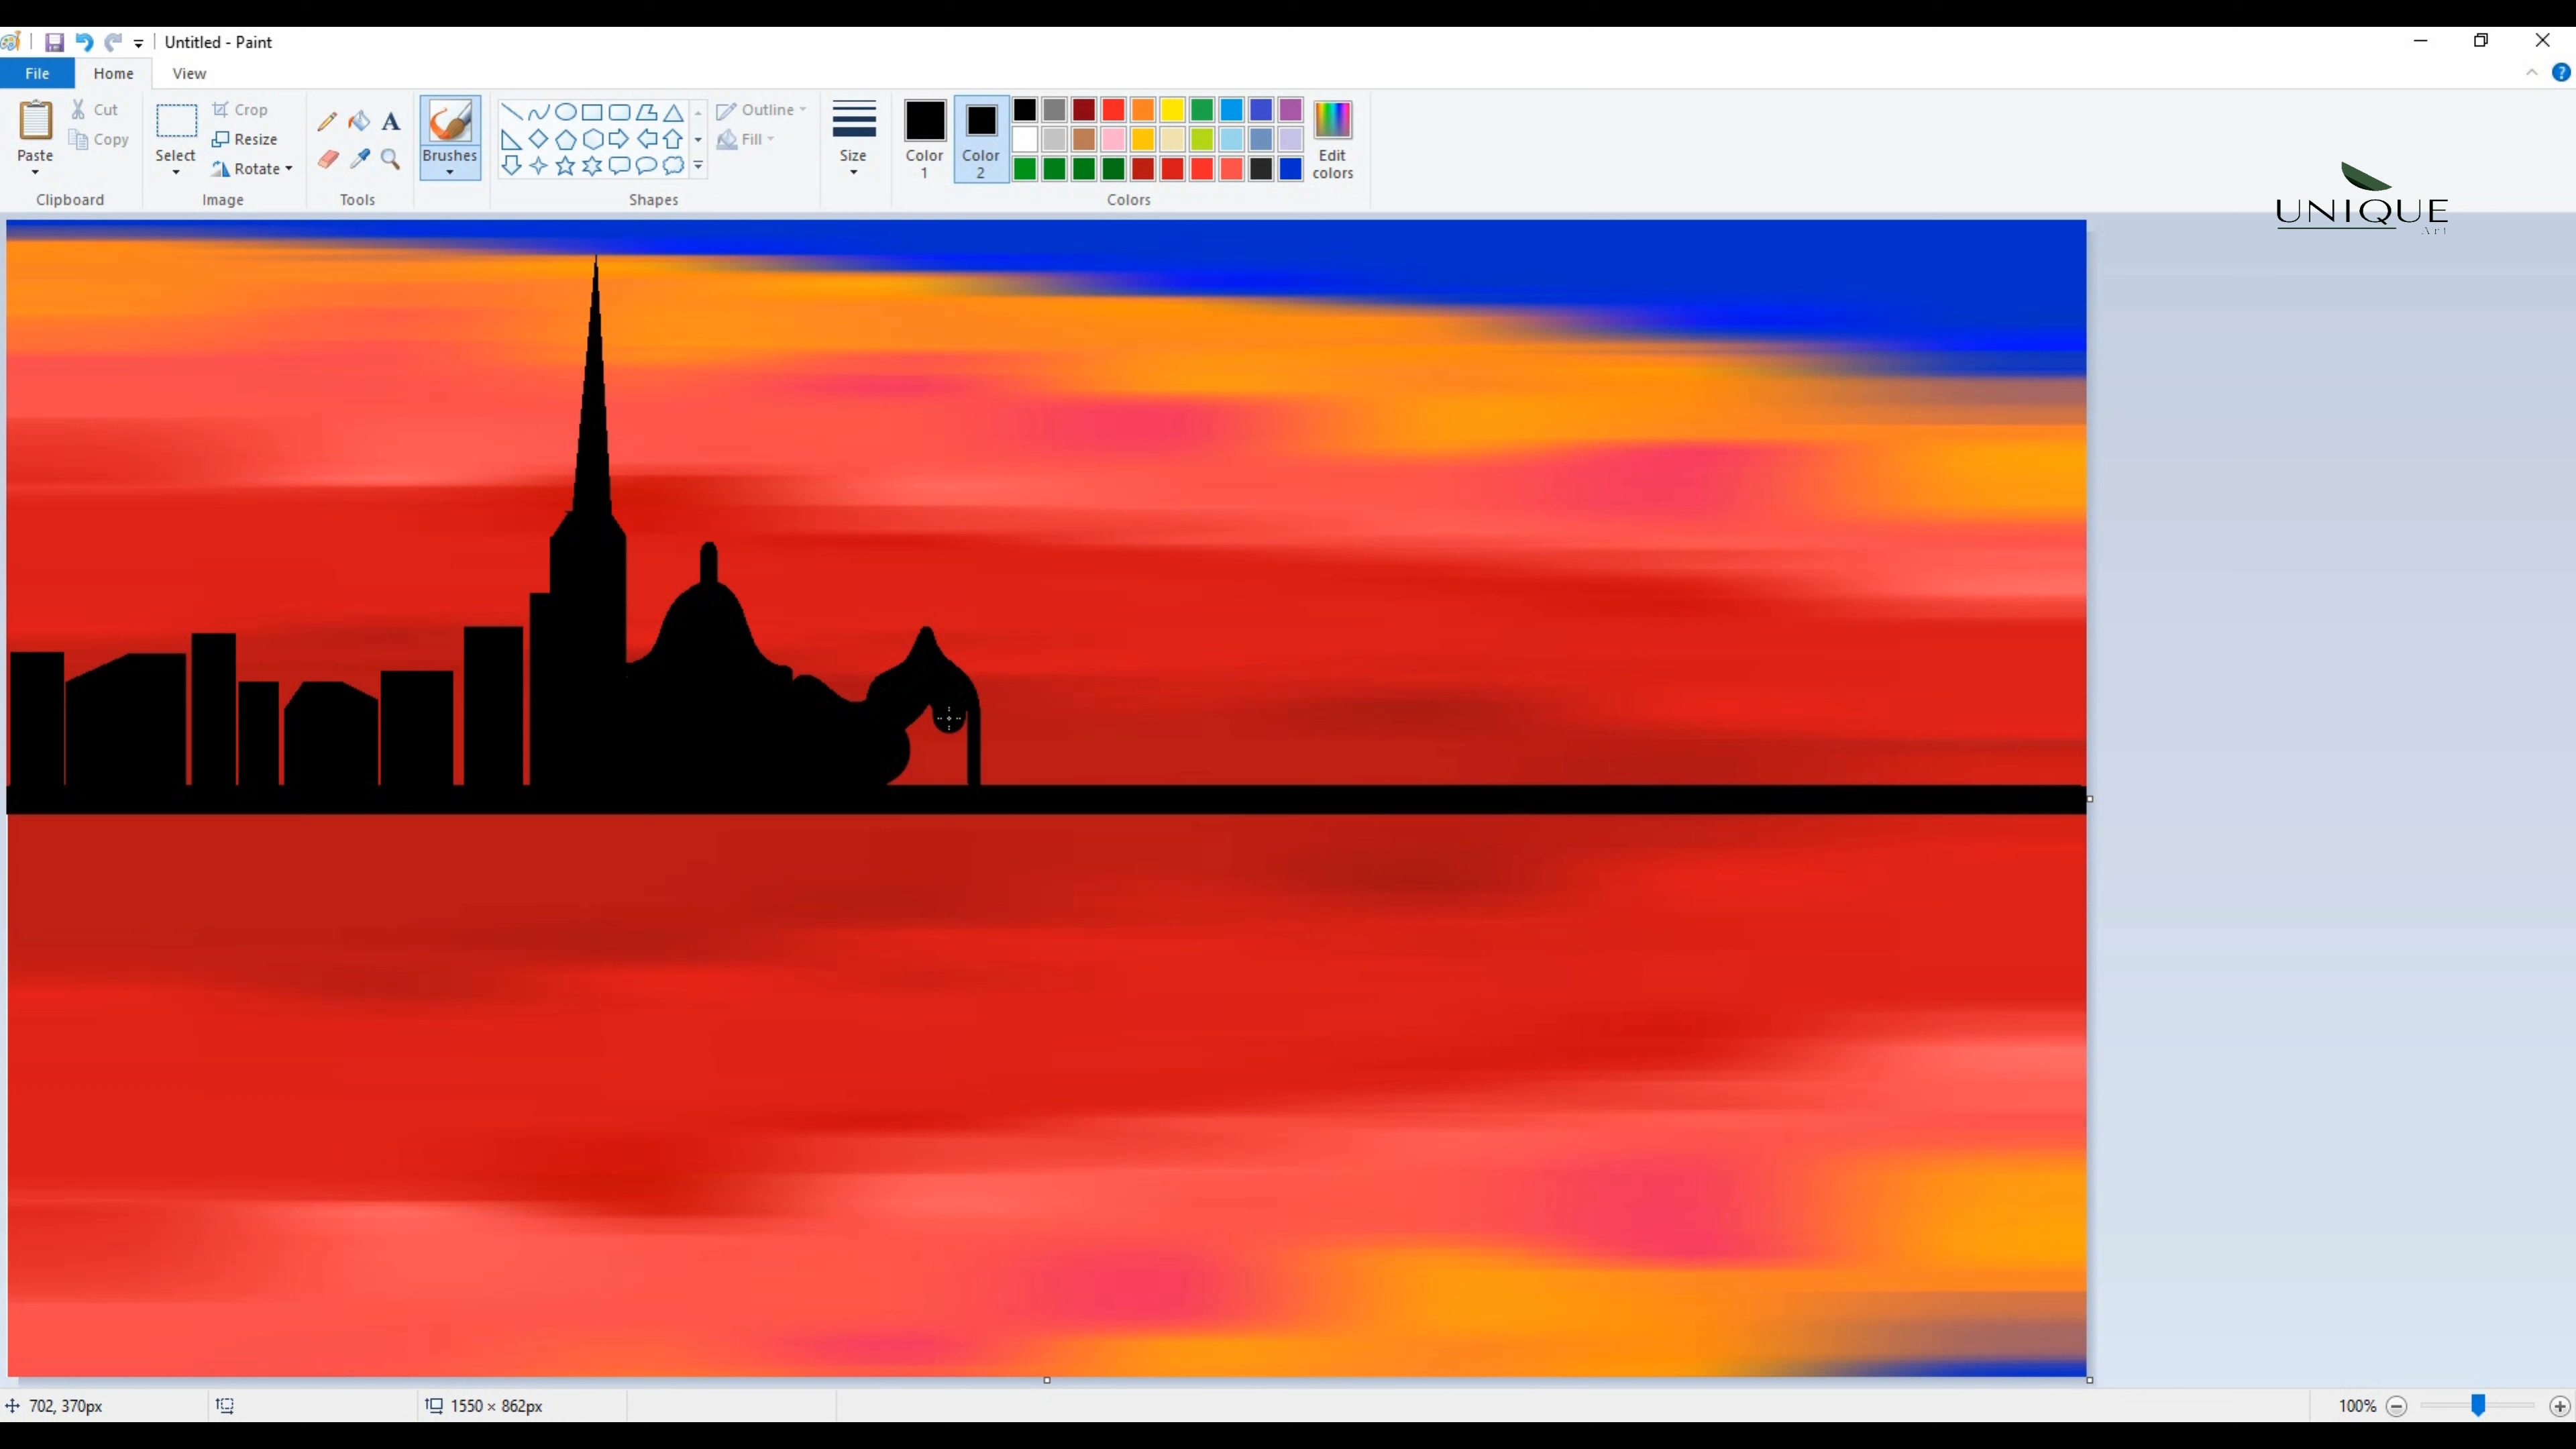 Untitled - Paint
File
Home
View
Paste
Cut
Copy
Clipboard
Select
Crop
Resize
Rotate
Image
A
Tools
Brushes
Outline
Fill
Shapes
Size
Color
1
Color
2
Edit
colors
Colors
UNIQUE
Art
702, 370px
1550 × 862px
100%